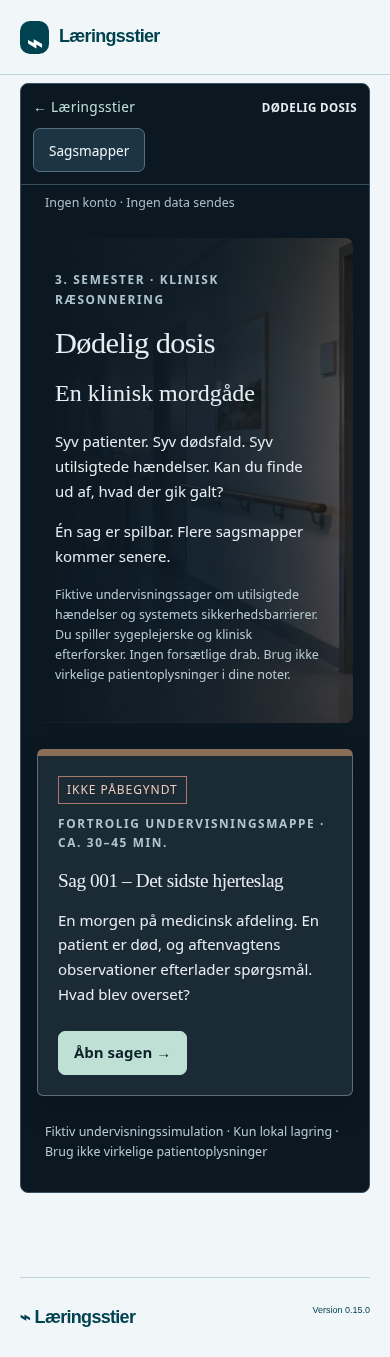 Læringsstier
← Læringsstier
DØDELIG DOSIS
Sagsmapper
Ingen konto · Ingen data sendes
3. SEMESTER · KLINISK
RÆSONNERING
Dødelig dosis
En klinisk mordgåde
Syv patienter. Syv dødsfald. Syv
utilsigtede hændelser. Kan du finde
ud af, hvad der gik galt?
Én sag er spilbar. Flere sagsmapper
kommer senere.
Fiktive undervisningssager om utilsigtede
hændelser og systemets sikkerhedsbarrierer.
Du spiller sygeplejerske og klinisk
efterforsker. Ingen forsætlige drab. Brug ikke
virkelige patientoplysninger i dine noter.
IKKE PÅBEGYNDT
FORTROLIG UNDERVISNINGSMAPPE ·
CA. 30–45 MIN.
Sag 001 – Det sidste hjerteslag
En morgen på medicinsk afdeling. En
patient er død, og aftenvagtens
observationer efterlader spørgsmål.
Hvad blev overset?
Åbn sagen →
Fiktiv undervisningssimulation · Kun lokal lagring ·
Brug ikke virkelige patientoplysninger
Læringsstier
Version 0.15.0